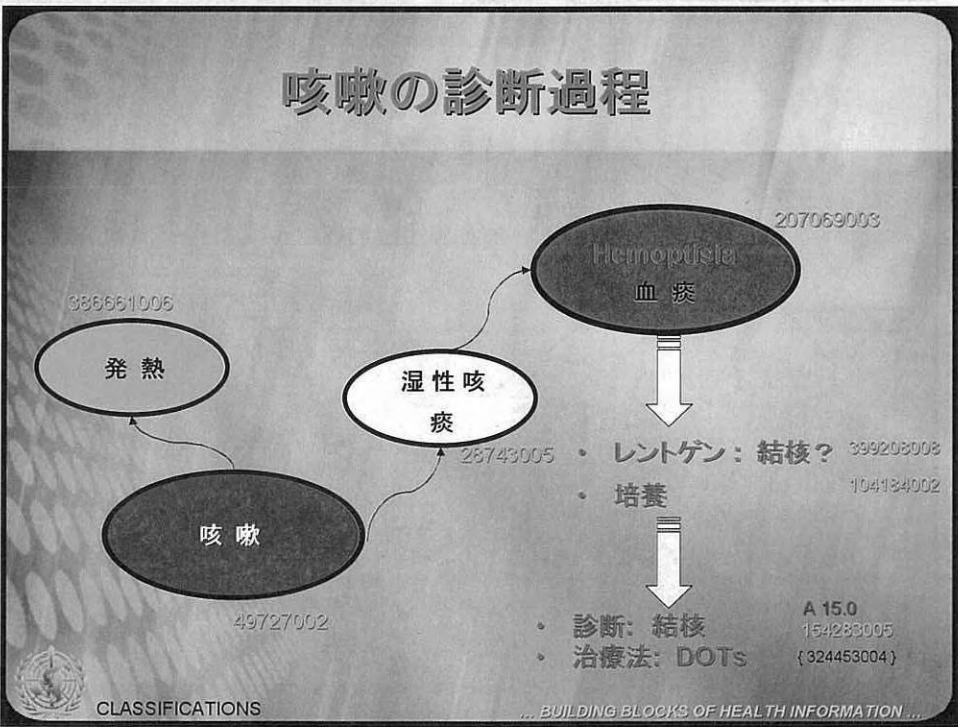 咳嗽の診断過程
207069003
Hemoptisia
血 痰
386661006
発 熱
湿 性 咳
痰
28743005
・ レントゲン： 結核？ 399208008
・ 培養 104184002
咳 嗽
49727002
・ 診断： 結核 A 15.0
154283005
・ 治療法： DOTs {324453004}
CLASSIFICATIONS
... BUILDING BLOCKS OF HEALTH INFORMATION ...